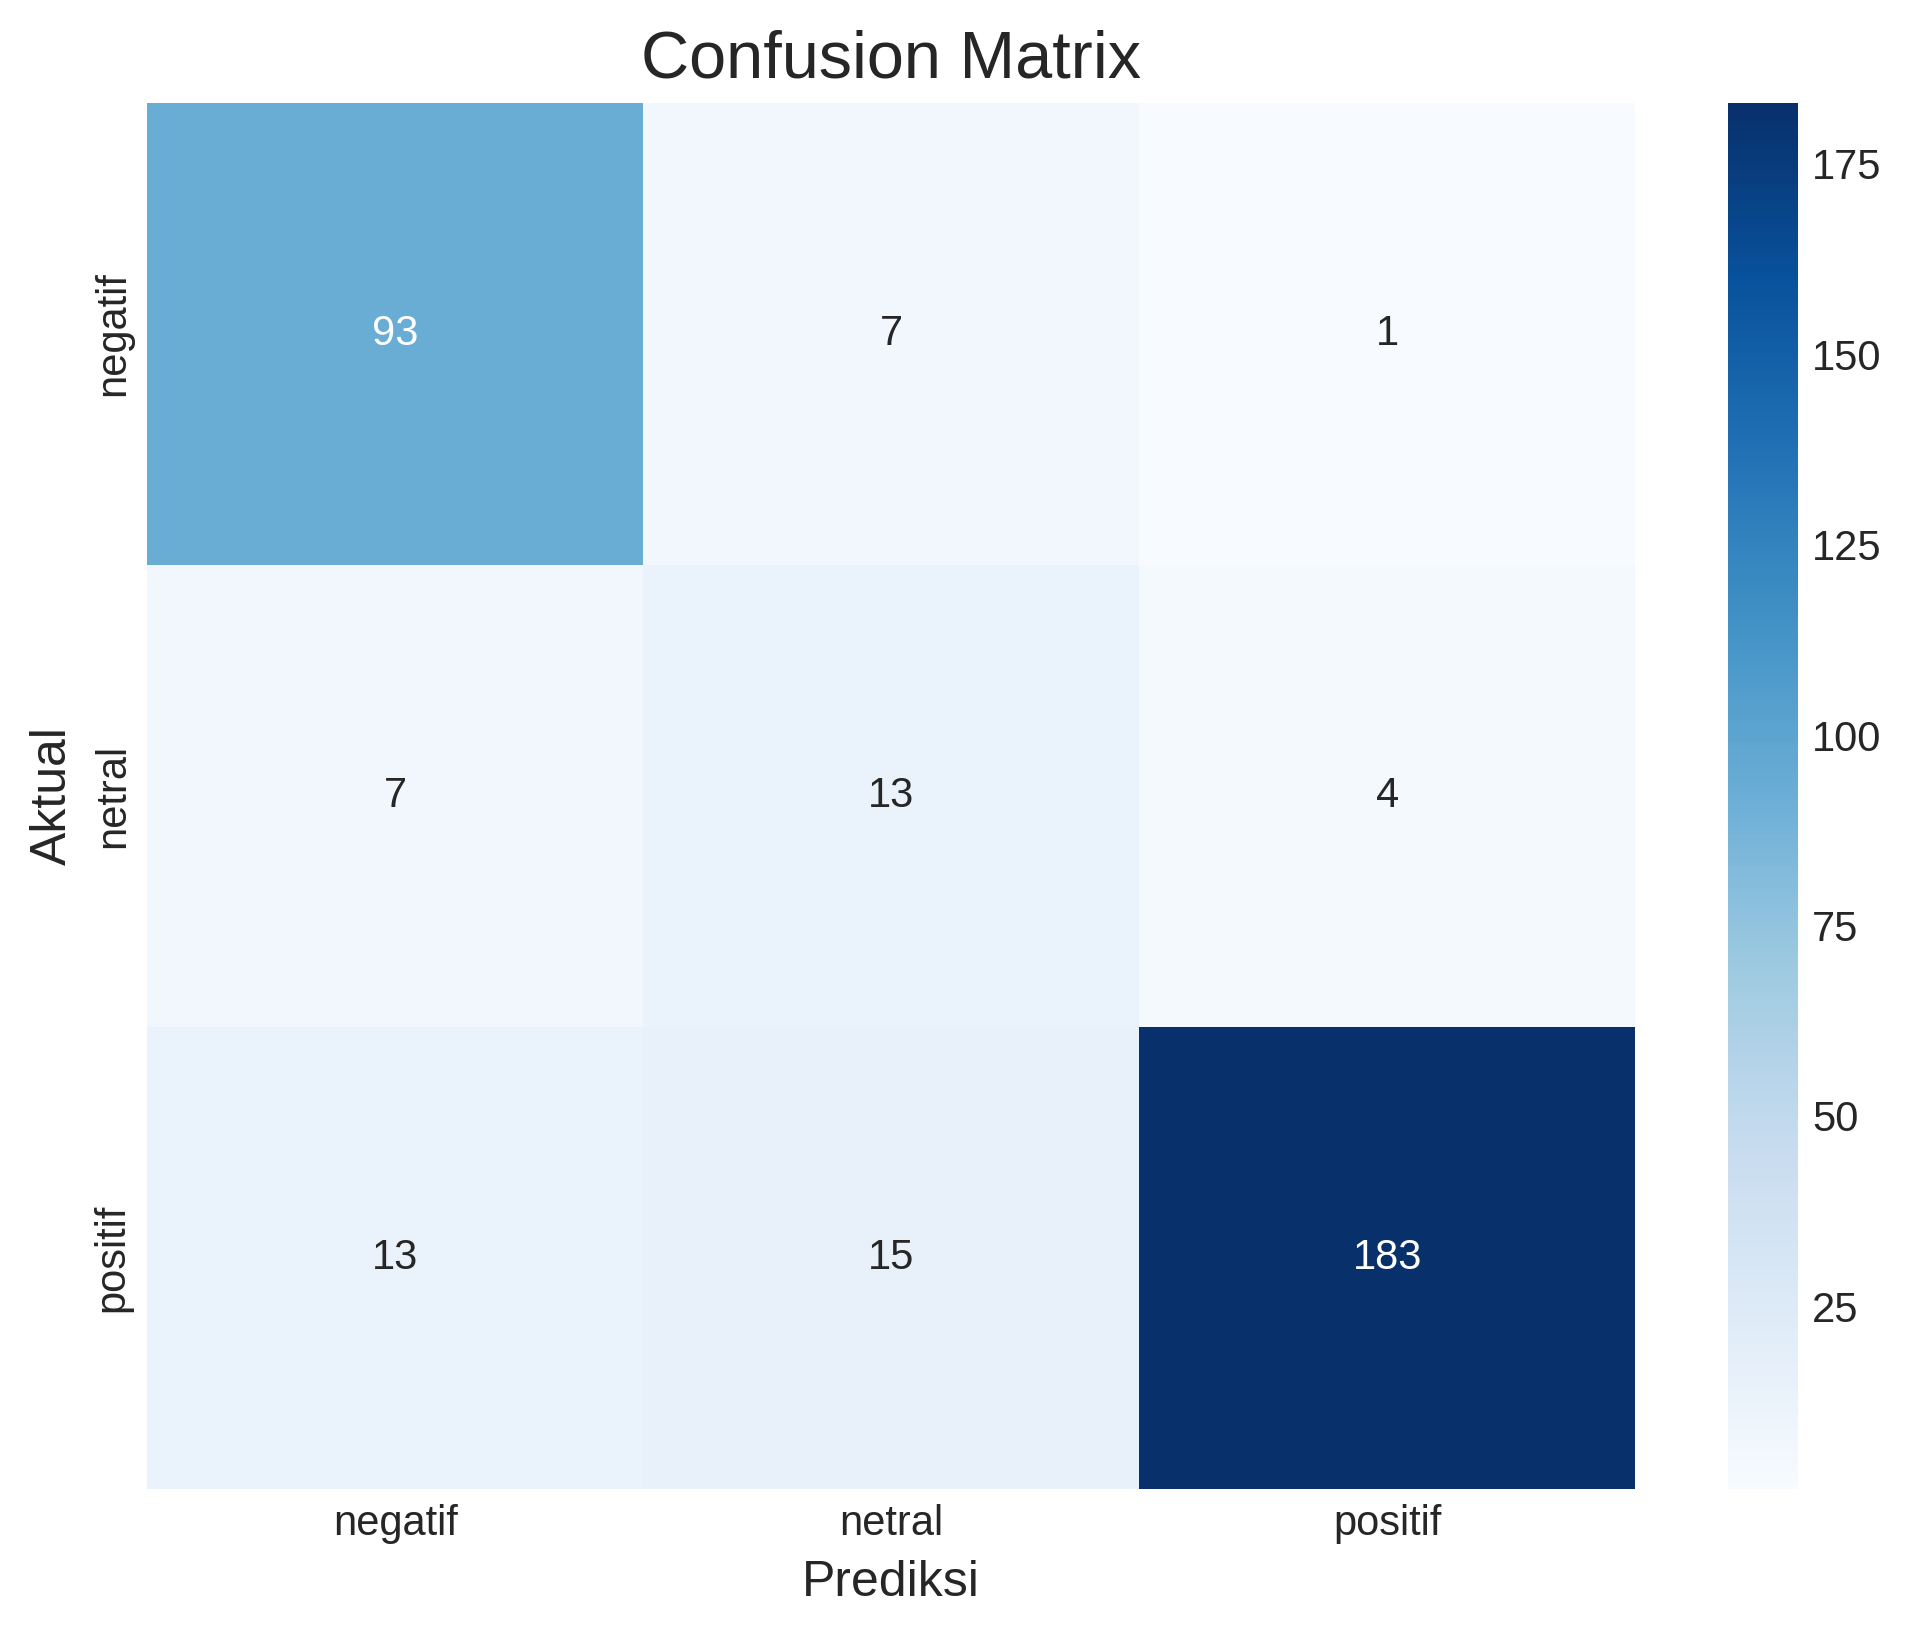 Confusion Matrix
Aktual
negatif
93
7
1
netral
7
13
4
positif
13
15
183
negatif
netral
positif
Prediksi
175
150
125
100
75
50
25